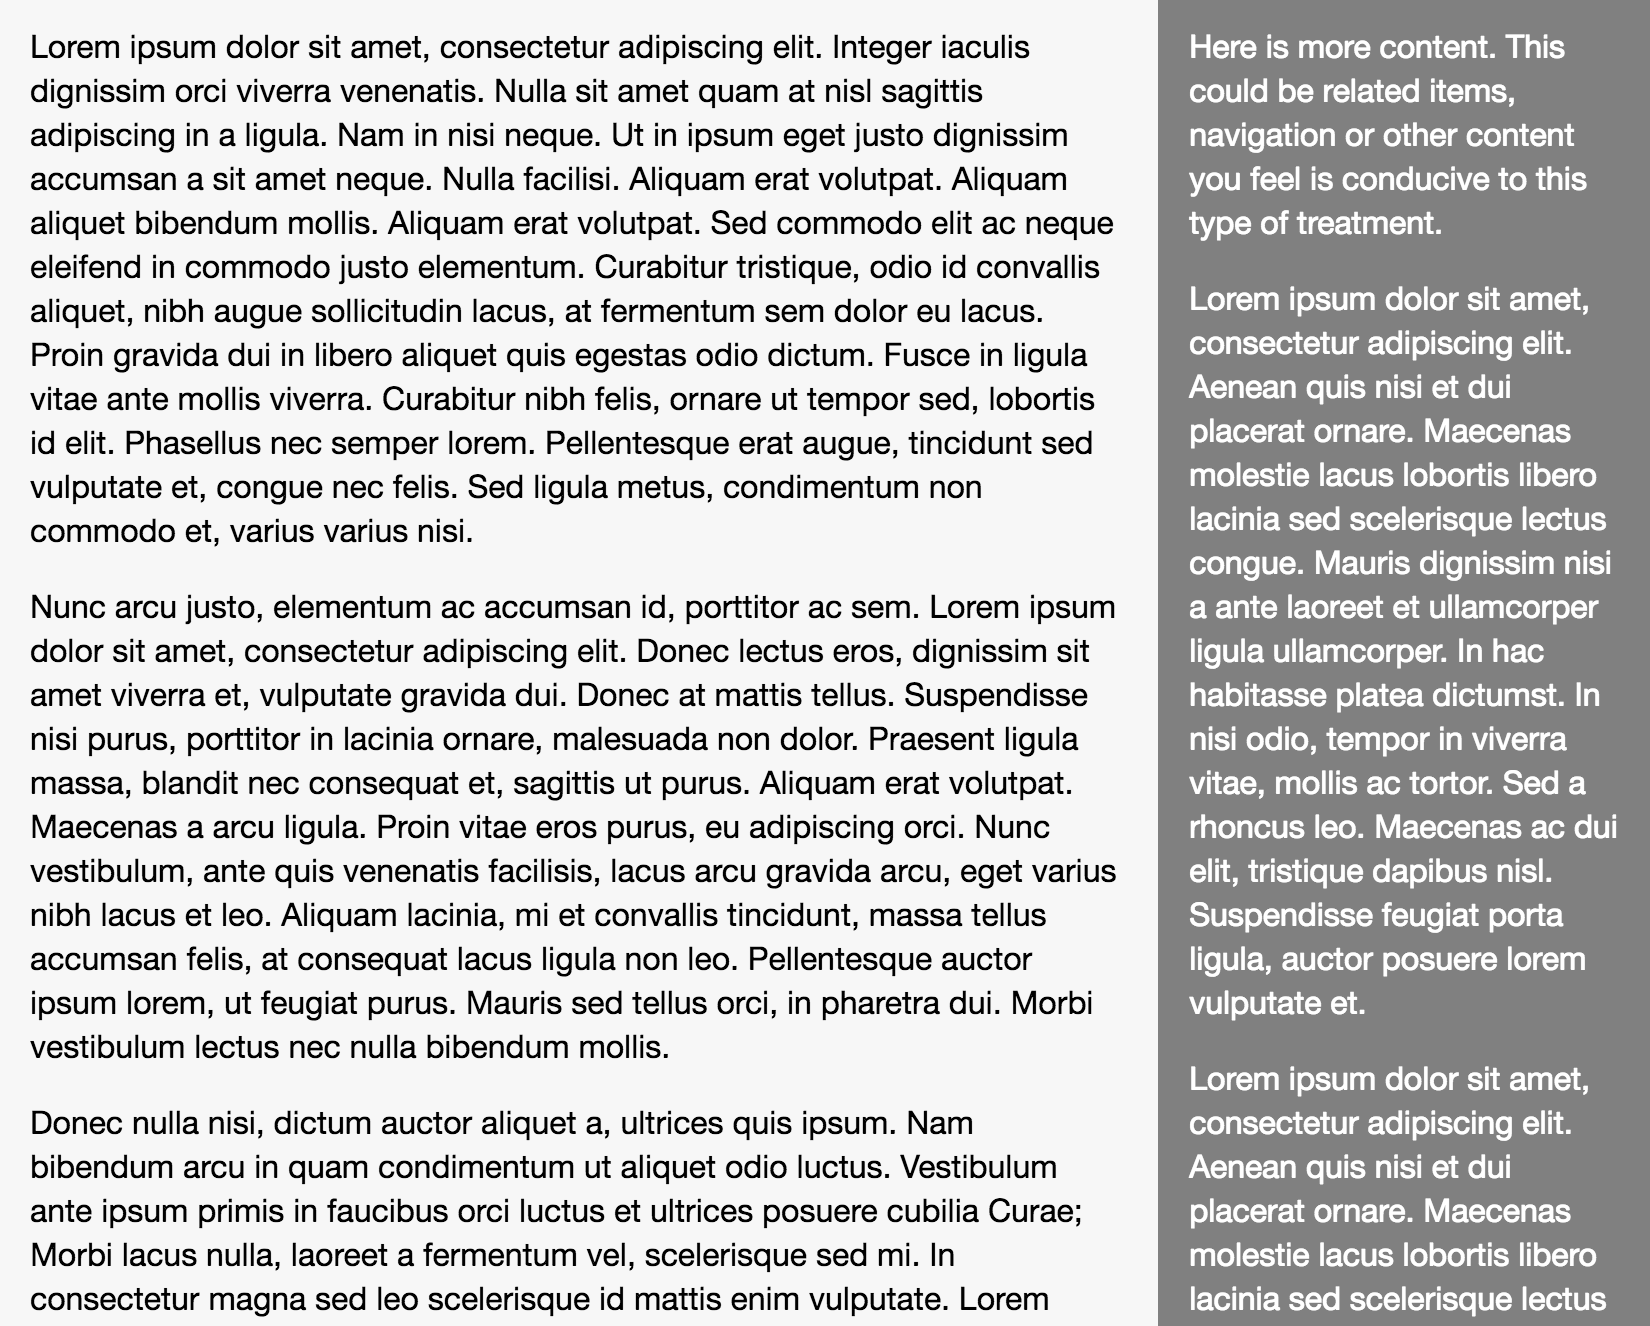 Lorem ipsum dolor sit amet, consectetur adipiscing elit. Integer iaculis
dignissim orci viverra venenatis. Nulla sit amet quam at nisl sagittis
adipiscing in a ligula. Nam in nisi neque. Ut in ipsum eget justo dignissim
accumsan a sit amet neque. Nulla facilisi. Aliquam erat volutpat. Aliquam
aliquet bibendum mollis. Aliquam erat volutpat. Sed commodo elit ac neque
eleifend in commodo justo elementum. Curabitur tristique, odio id convallis
aliquet, nibh augue sollicitudin lacus, at fermentum sem dolor eu lacus.
Proin gravida dui in libero aliquet quis egestas odio dictum. Fusce in ligula
vitae ante mollis viverra. Curabitur nibh felis, ornare ut tempor sed, lobortis
id elit. Phasellus nec semper lorem. Pellentesque erat augue, tincidunt sed
vulputate et, congue nec felis. Sed ligula metus, condimentum non
commodo et, varius varius nisi.
Nunc arcu justo, elementum ac accumsan id, porttitor ac sem. Lorem ipsum
dolor sit amet, consectetur adipiscing elit. Donec lectus eros, dignissim sit
amet viverra et, vulputate gravida dui. Donec at mattis tellus. Suspendisse
nisi purus, porttitor in lacinia ornare, malesuada non dolor. Praesent ligula
massa, blandit nec consequat et, sagittis ut purus. Aliquam erat volutpat.
Maecenas a arcu ligula. Proin vitae eros purus, eu adipiscing orci. Nunc
vestibulum, ante quis venenatis facilisis, lacus arcu gravida arcu, eget varius
nibh lacus et leo. Aliquam lacinia, mi et convallis tincidunt, massa tellus
accumsan felis, at consequat lacus ligula non leo. Pellentesque auctor
ipsum lorem, ut feugiat purus. Mauris sed tellus orci, in pharetra dui. Morbi
vestibulum lectus nec nulla bibendum mollis.
Donec nulla nisi, dictum auctor aliquet a, ultrices quis ipsum. Nam
bibendum arcu in quam condimentum ut aliquet odio luctus. Vestibulum
ante ipsum primis in faucibus orci luctus et ultrices posuere cubilia Curae;
Morbi lacus nulla, laoreet a fermentum vel, scelerisque sed mi. In
consectetur magna sed leo scelerisque id mattis enim vulputate. Lorem
Here is more content. This
could be related items,
navigation or other content
you feel is conducive to this
type of treatment.
Lorem ipsum dolor sit amet,
consectetur adipiscing elit.
Aenean quis nisi et dui
placerat ornare. Maecenas
molestie lacus lobortis libero
lacinia sed scelerisque lectus
congue. Mauris dignissim nisi
a ante laoreet et ullamcorper
ligula ullamcorper. In hac
habitasse platea dictumst. In
nisi odio, tempor in viverra
vitae, mollis ac tortor. Sed a
rhoncus leo. Maecenas ac dui
elit, tristique dapibus nisl.
Suspendisse feugiat porta
ligula, auctor posuere lorem
vulputate et.
Lorem ipsum dolor sit amet,
consectetur adipiscing elit.
Aenean quis nisi et dui
placerat ornare. Maecenas
molestie lacus lobortis libero
lacinia sed scelerisque lectus